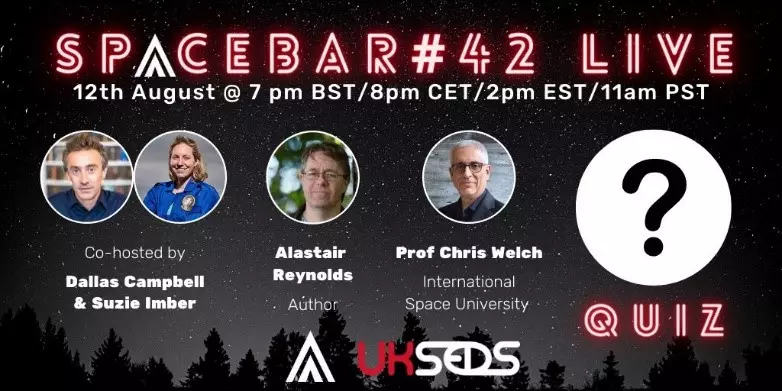 SPACEBAR#42 LIVE
12th August @ 7 pm BST/8pm CET/2pm EST/11am PST
Co-hosted by
Dallas Campbell
& Suzie Imber
Alastair
Reynolds
Author
Prof Chris Welch
International
Space University
?
QUIZ
UKSEDS